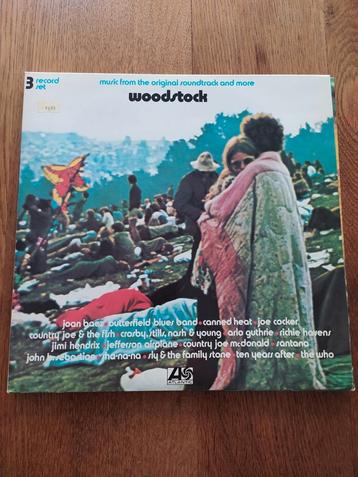 3 record
set
music from the original soundtrack and more
woodstock
joan baez • butterfield blues band • canned heat • joe cocker
country joe & the fish • crosby, stills, nash & young • arlo guthrie • richie havens
jimi hendrix • jefferson airplane • country joe mcdonald • santana
john b. sebastian • sha-na-na • sly & the family stone • ten years after • the who
ATLANTIC